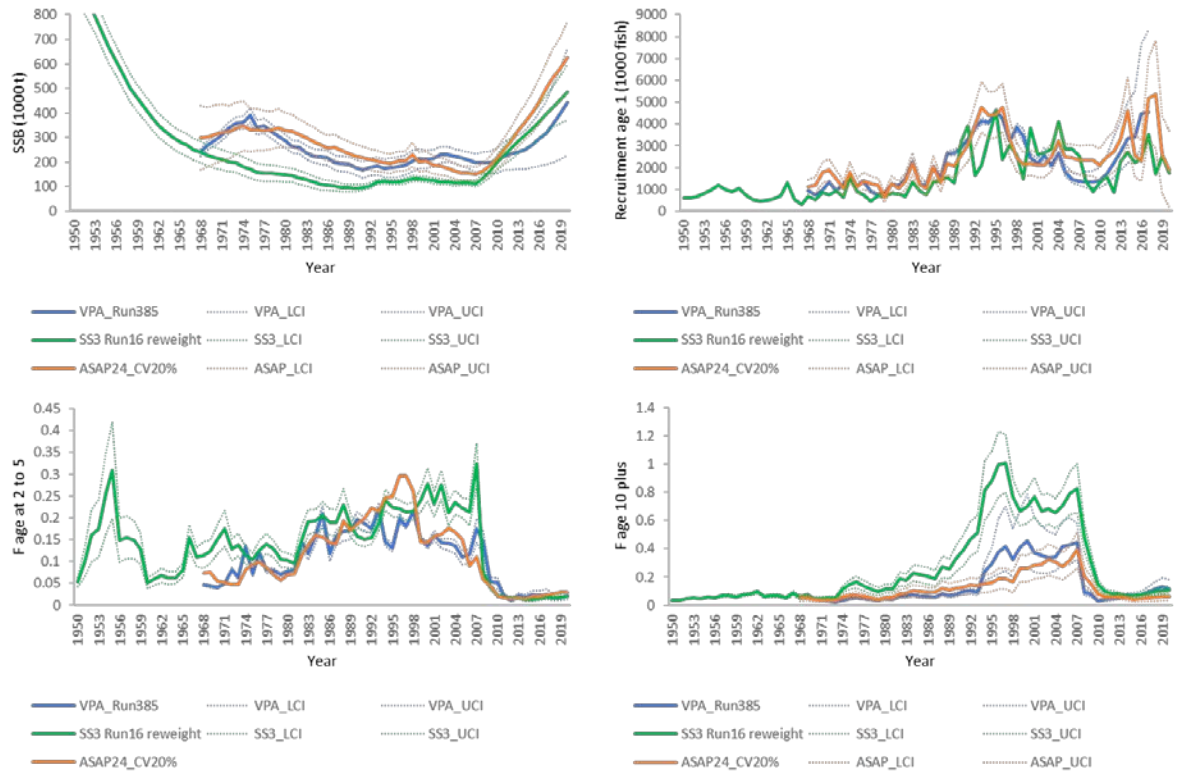 SSB (1000t)
800
700
600
500
400
300
200
100
0
1950 1953 1956 1959 1962 1965 1968 1971 1974 1977 1980 1983 1986 1989 1992 1995 1998 2001 2004 2007 2010 2013 2016 2019
Year
VPA_Run385 VPA_LCI VPA_UCI
SS3 Run16 reweight SS3_LCI SS3_UCI
ASAP24_CV20% ASAP_LCI ASAP_UCI
Recruitment age 1 (1000 fish)
9000
8000
7000
6000
5000
4000
3000
2000
1000
0
1950 1953 1956 1959 1962 1965 1968 1971 1974 1977 1980 1983 1986 1989 1992 1995 1998 2001 2004 2007 2010 2013 2016 2019
Year
VPA_Run385 VPA_LCI VPA_UCI
SS3 Run16 reweight SS3_LCI SS3_UCI
ASAP24_CV20% ASAP_LCI ASAP_UCI
F age at 2 to 5
0.45
0.4
0.35
0.3
0.25
0.2
0.15
0.1
0.05
0
1950 1953 1956 1959 1962 1965 1968 1971 1974 1977 1980 1983 1986 1989 1992 1995 1998 2001 2004 2007 2010 2013 2016 2019
Year
VPA_Run385 VPA_LCI VPA_UCI
SS3 Run16 reweight SS3_LCI SS3_UCI
ASAP24_CV20%
F age 10 plus
1.4
1.2
1
0.8
0.6
0.4
0.2
0
1950 1953 1956 1959 1962 1965 1968 1971 1974 1977 1980 1983 1986 1989 1992 1995 1998 2001 2004 2007 2010 2013 2016 2019
Year
VPA_Run385 VPA_LCI VPA_UCI
SS3 Run16 reweight SS3_LCI SS3_UCI
ASAP24_CV20% ASAP_LCI ASAP_UCI